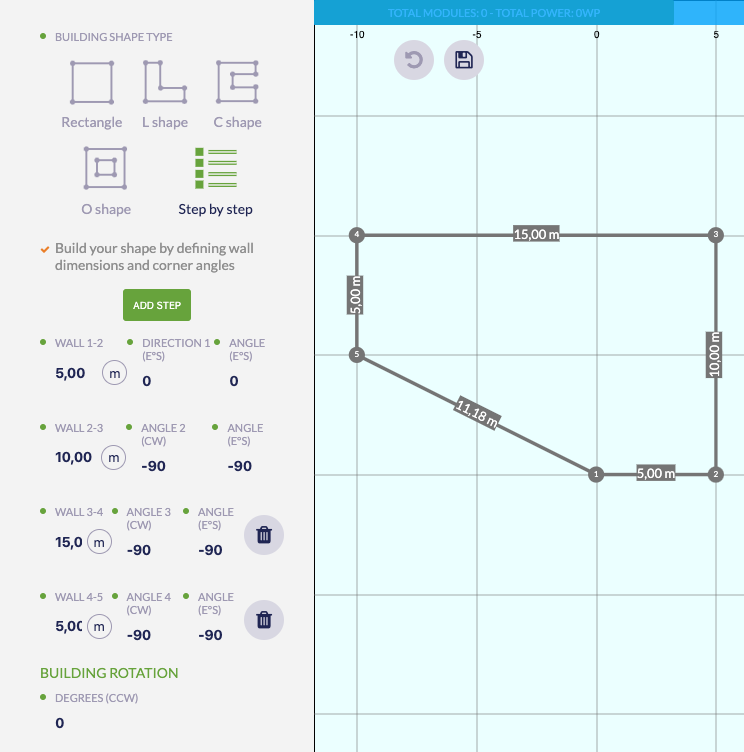 TOTAL MODULES: 0 - TOTAL POWER: 0WP
BUILDING SHAPE TYPE
Rectangle
L shape
C shape
O shape
Step by step
Build your shape by defining wall
dimensions and corner angles
ADD STEP
WALL 1-2
DIRECTION 1
(E°S)
ANGLE
(E°S)
5,00
m
0
0
WALL 2-3
ANGLE 2
(CW)
ANGLE
(E°S)
10,00
m
-90
-90
WALL 3-4
ANGLE 3
(CW)
ANGLE
(E°S)
15,0
m
-90
-90
WALL 4-5
ANGLE 4
(CW)
ANGLE
(E°S)
5,00
m
-90
-90
BUILDING ROTATION
DEGREES (CCW)
0
-10
-5
0
5
4
15,00 m
3
5,00 m
10,00 m
5
11,18 m
1
5,00 m
2